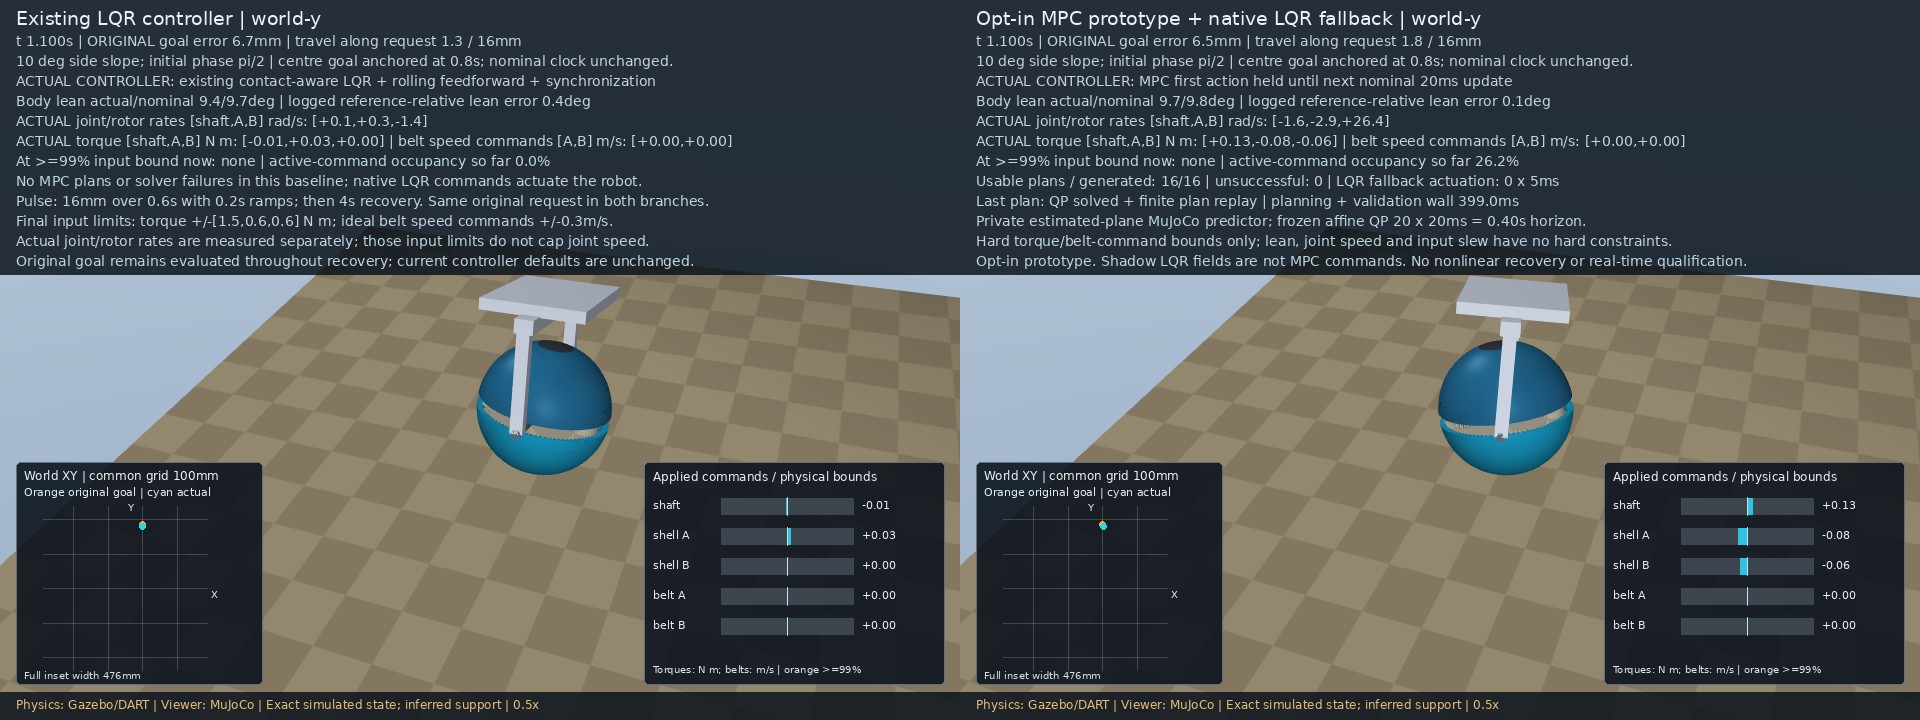 Existing LQR controller | world-y
t 1.100s | ORIGINAL goal error 6.7mm | travel along request 1.3 / 16mm
10 deg side slope; initial phase pi/2 | centre goal anchored at 0.8s; nominal clock unchanged.
ACTUAL CONTROLLER: existing contact-aware LQR + rolling feedforward + synchronization
Body lean actual/nominal 9.4/9.7deg | logged reference-relative lean error 0.4deg
ACTUAL joint/rotor rates [shaft,A,B] rad/s: [+0.1,+0.3,-1.4]
ACTUAL torque [shaft,A,B] N m: [-0.01,+0.03,+0.00] | belt speed commands [A,B] m/s: [+0.00,+0.00]
At >=99% input bound now: none | active-command occupancy so far 0.0%
No MPC plans or solver failures in this baseline; native LQR commands actuate the robot.
Pulse: 16mm over 0.6s with 0.2s ramps; then 4s recovery. Same original request in both branches.
Final input limits: torque +/-[1.5,0.6,0.6] N m; ideal belt speed commands +/-0.3m/s.
Actual joint/rotor rates are measured separately; those input limits do not cap joint speed.
Original goal remains evaluated throughout recovery; current controller defaults are unchanged.
World XY | common grid 100mm
Orange original goal | cyan actual
Y
X
Full inset width 476mm
Applied commands / physical bounds
shaft -0.01
shell A +0.03
shell B +0.00
belt A +0.00
belt B +0.00
Torques: N m; belts: m/s | orange >=99%
Physics: Gazebo/DART | Viewer: MuJoCo | Exact simulated state; inferred support | 0.5x
Opt-in MPC prototype + native LQR fallback | world-y
t 1.100s | ORIGINAL goal error 6.5mm | travel along request 1.8 / 16mm
10 deg side slope; initial phase pi/2 | centre goal anchored at 0.8s; nominal clock unchanged.
ACTUAL CONTROLLER: MPC first action held until next nominal 20ms update
Body lean actual/nominal 9.7/9.8deg | logged reference-relative lean error 0.1deg
ACTUAL joint/rotor rates [shaft,A,B] rad/s: [-1.6,-2.9,+26.4]
ACTUAL torque [shaft,A,B] N m: [+0.13,-0.08,-0.06] | belt speed commands [A,B] m/s: [+0.00,+0.00]
At >=99% input bound now: none | active-command occupancy so far 26.2%
Usable plans / generated: 16/16 | unsuccessful: 0 | LQR fallback actuation: 0 x 5ms
Last plan: QP solved + finite plan replay | planning + validation wall 399.0ms
Private estimated-plane MuJoCo predictor; frozen affine QP 20 x 20ms = 0.40s horizon.
Hard torque/belt-command bounds only; lean, joint speed and input slew have no hard constraints.
Opt-in prototype. Shadow LQR fields are not MPC commands. No nonlinear recovery or real-time qualification.
World XY | common grid 100mm
Orange original goal | cyan actual
Y
X
Full inset width 476mm
Applied commands / physical bounds
shaft +0.13
shell A -0.08
shell B -0.06
belt A +0.00
belt B +0.00
Torques: N m; belts: m/s | orange >=99%
Physics: Gazebo/DART | Viewer: MuJoCo | Exact simulated state; inferred support | 0.5x